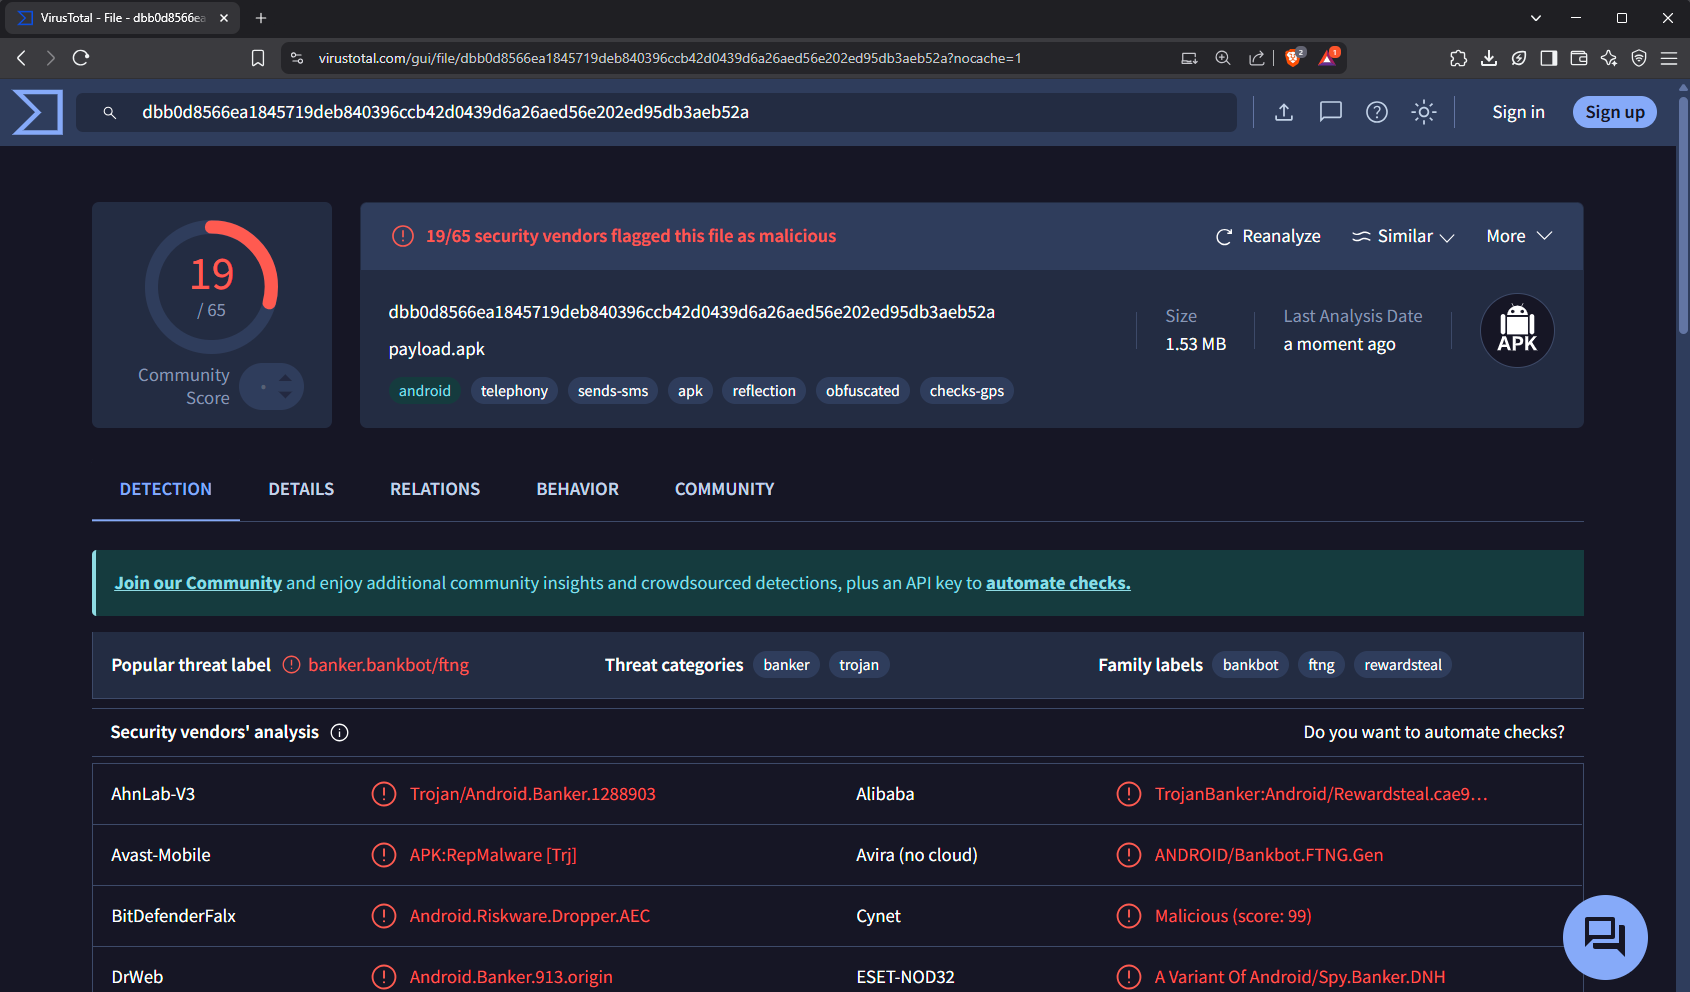 VirusTotal - File - dbb0d8566ea
virustotal.com/gui/file/dbb0d8566ea1845719deb840396ccb42d0439d6a26aed56e202ed95db3aeb52a?nocache=1
2
1
dbb0d8566ea1845719deb840396ccb42d0439d6a26aed56e202ed95db3aeb52a
Sign in
Sign up
19
/ 65
Community
Score
19/65 security vendors flagged this file as malicious
Reanalyze
Similar
More
dbb0d8566ea1845719deb840396ccb42d0439d6a26aed56e202ed95db3aeb52a
payload.apk
Size
1.53 MB
Last Analysis Date
a moment ago
APK
android
telephony
sends-sms
apk
reflection
obfuscated
checks-gps
DETECTION
DETAILS
RELATIONS
BEHAVIOR
COMMUNITY
Join our Community and enjoy additional community insights and crowdsourced detections, plus an API key to automate checks.
Popular threat label
banker.bankbot/ftng
Threat categories
banker
trojan
Family labels
bankbot
ftng
rewardsteal
Security vendors' analysis
Do you want to automate checks?
AhnLab-V3
Trojan/Android.Banker.1288903
Alibaba
TrojanBanker:Android/Rewardsteal.cae9…
Avast-Mobile
APK:RepMalware [Trj]
Avira (no cloud)
ANDROID/Bankbot.FTNG.Gen
BitDefenderFalx
Android.Riskware.Dropper.AEC
Cynet
Malicious (score: 99)
DrWeb
Android.Banker.913.origin
ESET-NOD32
A Variant Of Android/Spy.Banker.DNH